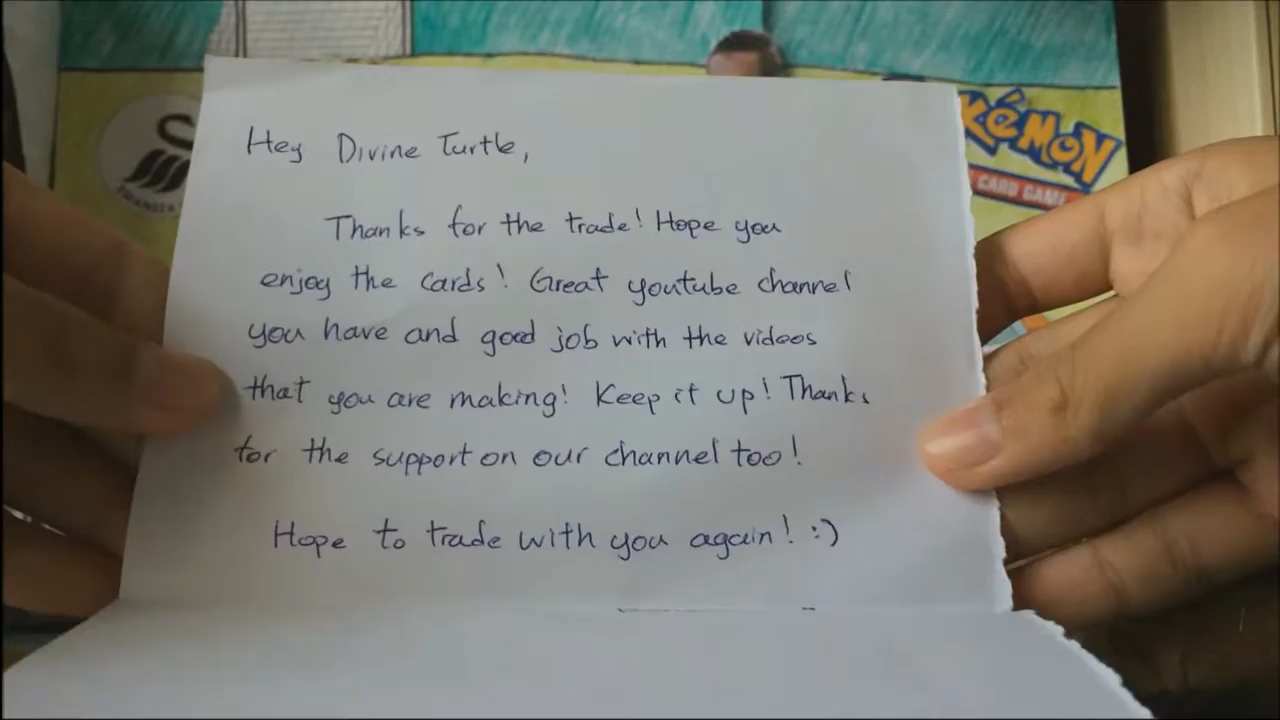 Hey Divine Turtle,
Thanks for the trade! Hope you
enjoy the cards! Great youtube channel
you have and good job with the videos
that you are making! Keep it up! Thanks
for the support on our channel too!
Hope to trade with you again! :)
KéMON
CARD GAME
SWANSEA